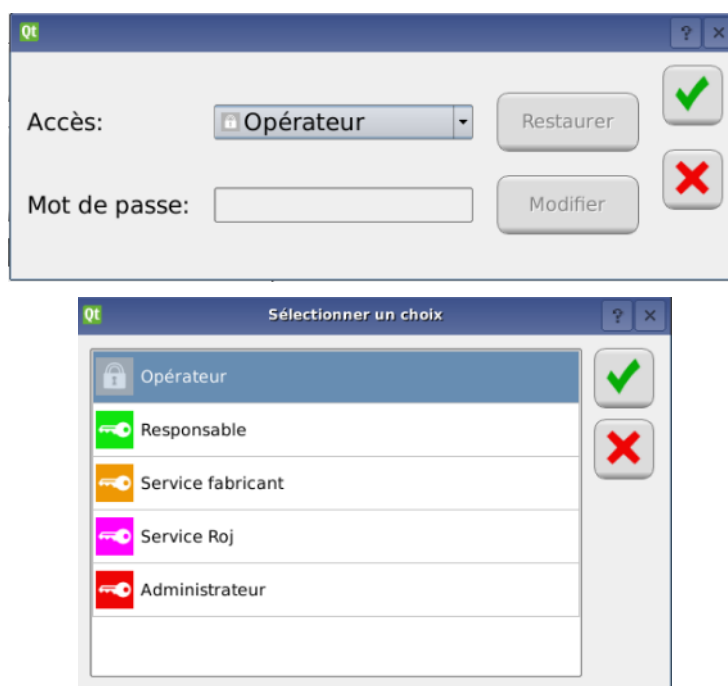 Qt
? ×
Accès:
Opérateur
Restaurer
Mot de passe:
Modifier
Qt
Sélectionner un choix
? ×
Opérateur
Responsable
Service fabricant
Service Roj
Administrateur